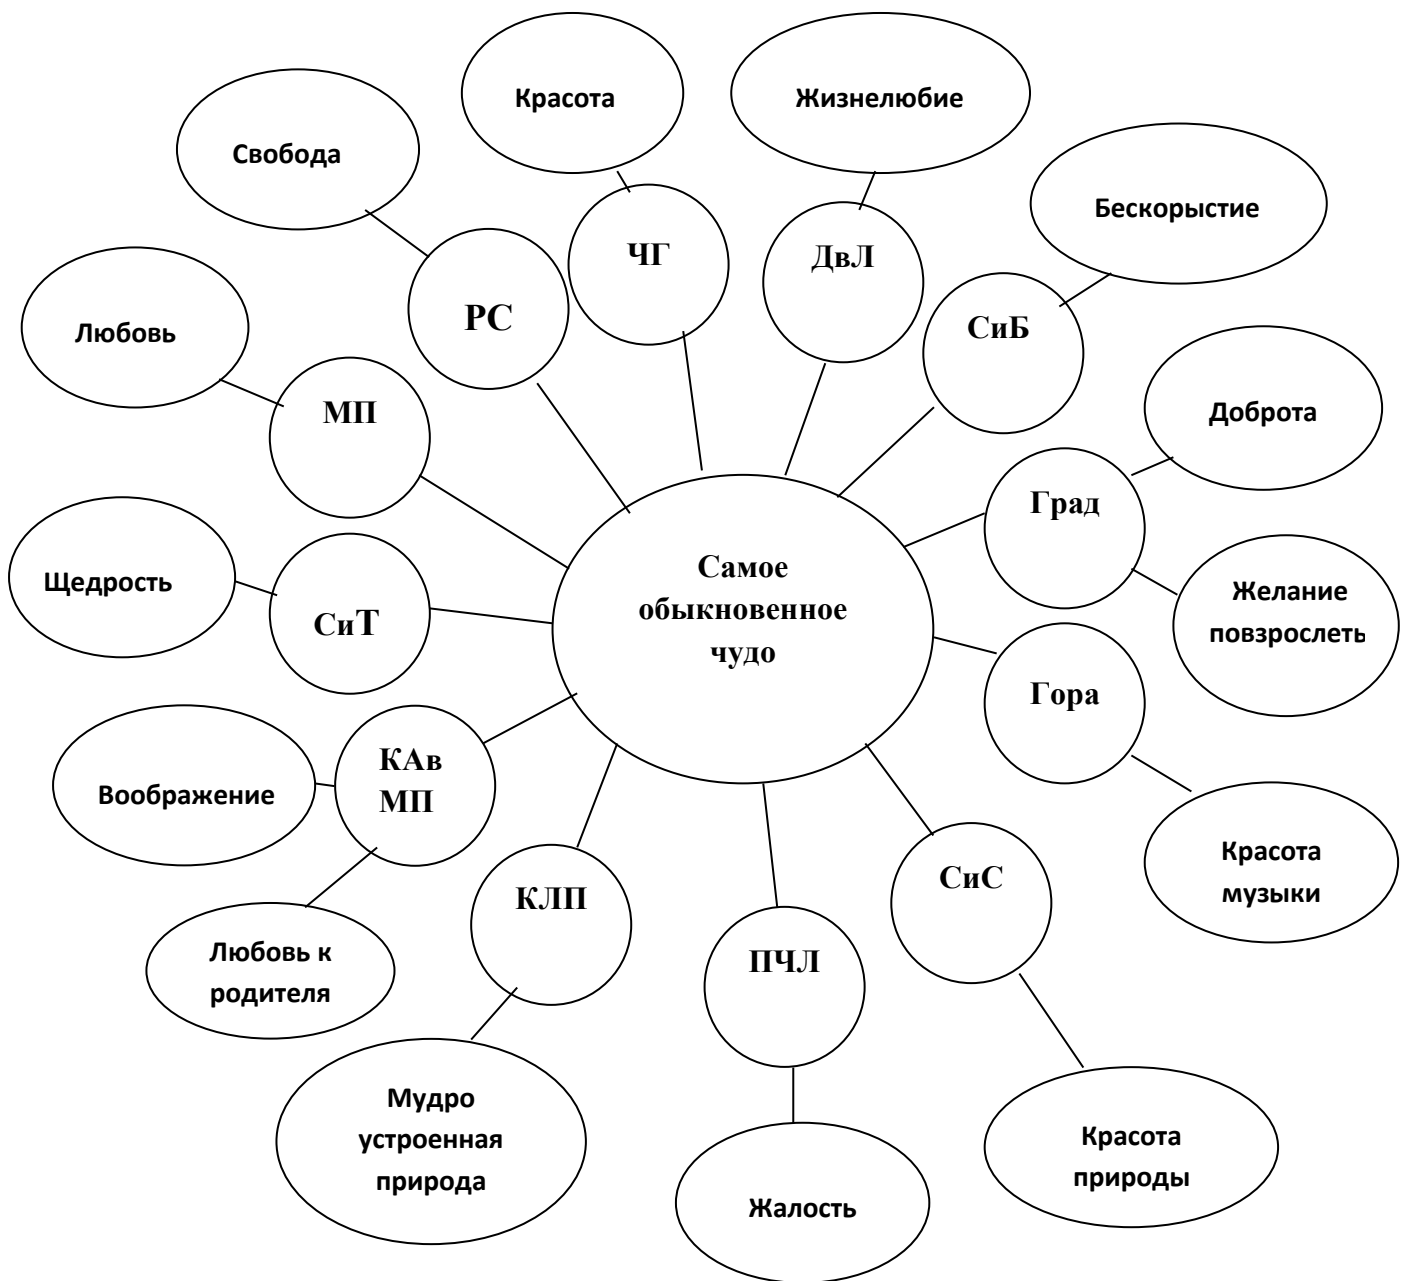 Красота
Жизнелюбие
Свобода
Бескорыстие
ЧГ
ДвЛ
РС
СиБ
Любовь
МП
Доброта
Град
Щедрость
СиТ
Самое
обыкновенное
чудо
Желание
повзрослеть
Гора
КАв
МП
Воображение
Красота
музыки
СиС
КЛП
ПЧЛ
Любовь к
родителя
Мудро
устроенная
природа
Красота
природы
Жалость